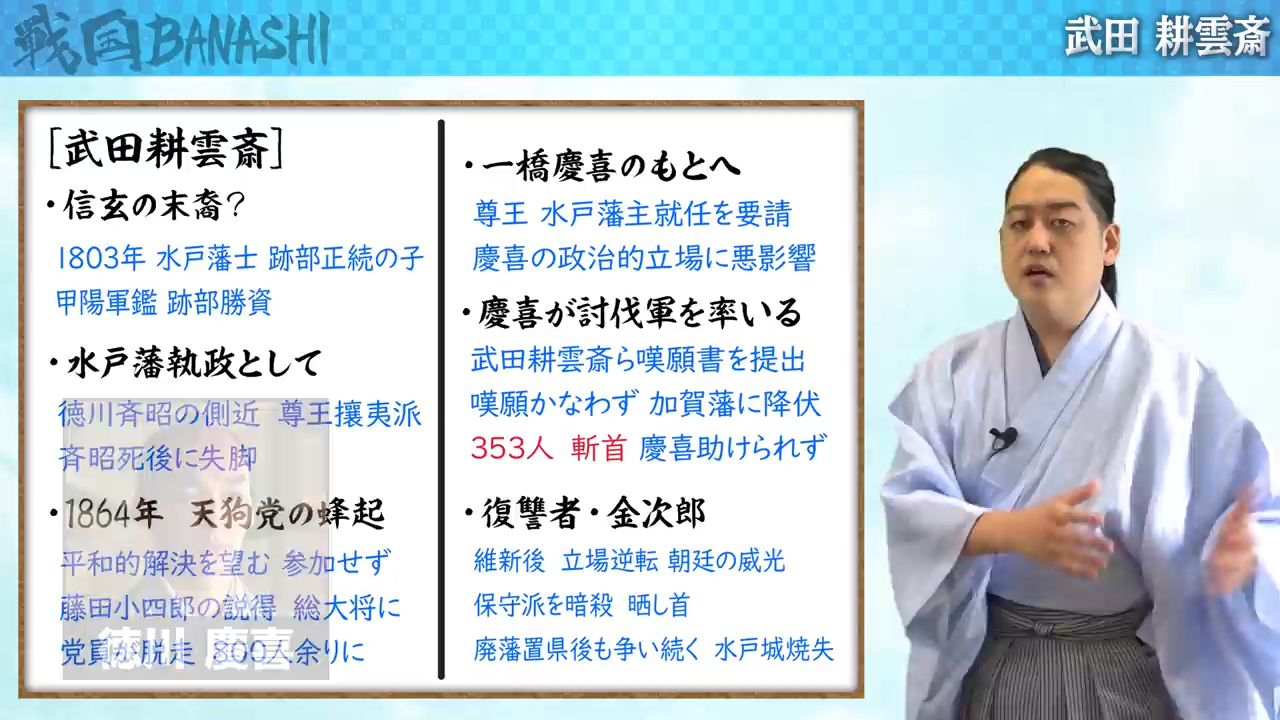 戦国BANASHI
武田 耕雲斎
[武田耕雲斎]
・信玄の末裔?
1803年 水戸藩士 跡部正続の子
甲陽軍鑑 跡部勝資
・水戸藩執政として
徳川斉昭の側近 尊王攘夷派
斉昭死後に失脚
・1864年 天狗党の蜂起
平和的解決を望む 参加せず
藤田小四郎の説得 総大将に
党員が脱走 800人余りに
徳川 慶喜
・一橋慶喜のもとへ
尊王 水戸藩主就任を要請
慶喜の政治的立場に悪影響
・慶喜が討伐軍を率いる
武田耕雲斎ら嘆願書を提出
嘆願かなわず 加賀藩に降伏
353人 斬首 慶喜助けられず
・復讐者・金次郎
維新後 立場逆転 朝廷の威光
保守派を暗殺 晒し首
廃藩置県後も争い続く 水戸城焼失